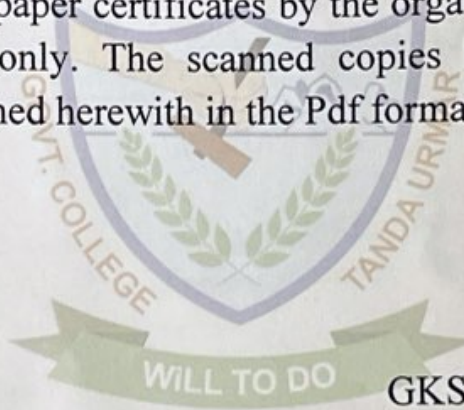 paper certificates by the orga
only. The scanned copies
ned herewith in the Pdf forma
GOVT. COLLEGE
TANDA URMAR
WILL TO DO
GKS